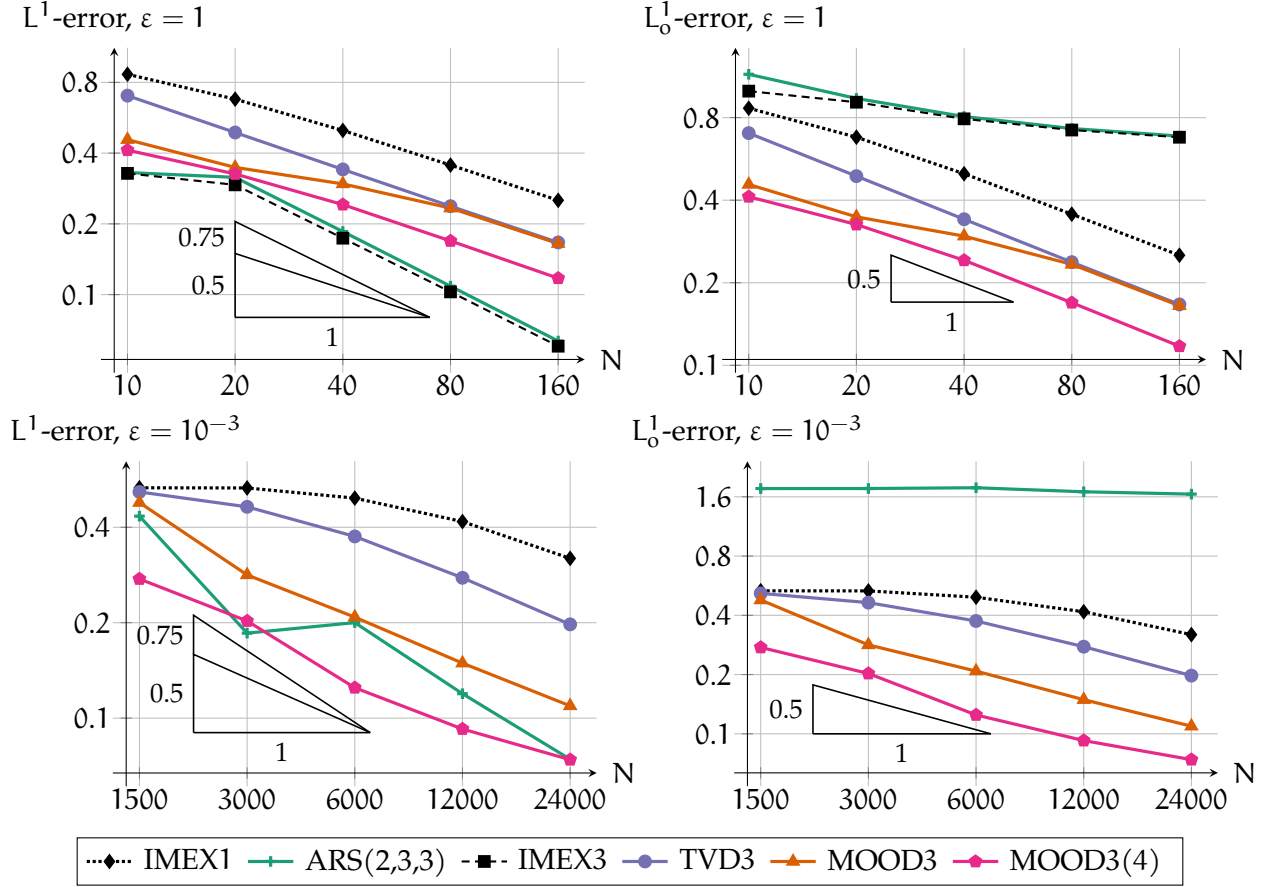 L¹-error, ε = 1
0.8
0.4
0.2
0.1
0.75
0.5
1
10 20 40 80 160
N
L¹ₒ-error, ε = 1
0.8
0.4
0.2
0.1
0.5
1
10 20 40 80 160
N
L¹-error, ε = 10⁻³
0.4
0.2
0.1
0.75
0.5
1
1500 3000 6000 12000 24000
N
L¹ₒ-error, ε = 10⁻³
1.6
0.8
0.4
0.2
0.1
0.5
1
1500 3000 6000 12000 24000
N
IMEX1 ARS(2,3,3) IMEX3 TVD3 MOOD3 MOOD3(4)